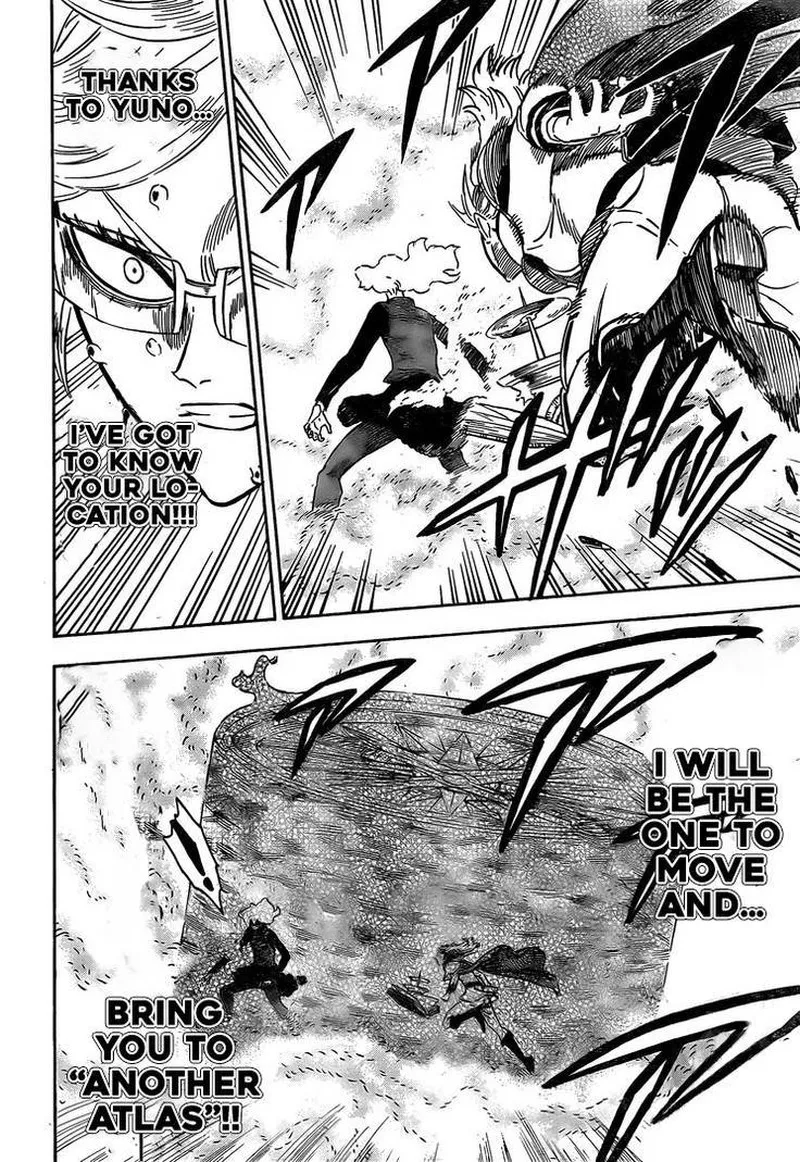 THANKS
TO YUNO...
I'VE GOT
TO KNOW
YOUR LO-
CATION!!!
I WILL
BE THE
ONE TO
MOVE
AND...
BRING
YOU TO
“ANOTHER
ATLAS”!!